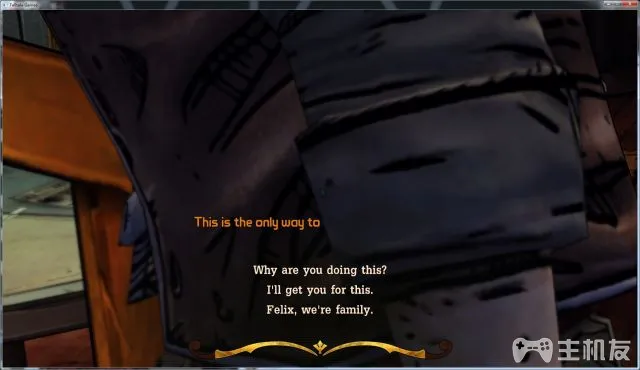 Telltale Games
This is the only way to
Why are you doing this?
I'll get you for this.
Felix, we're family.
主机友